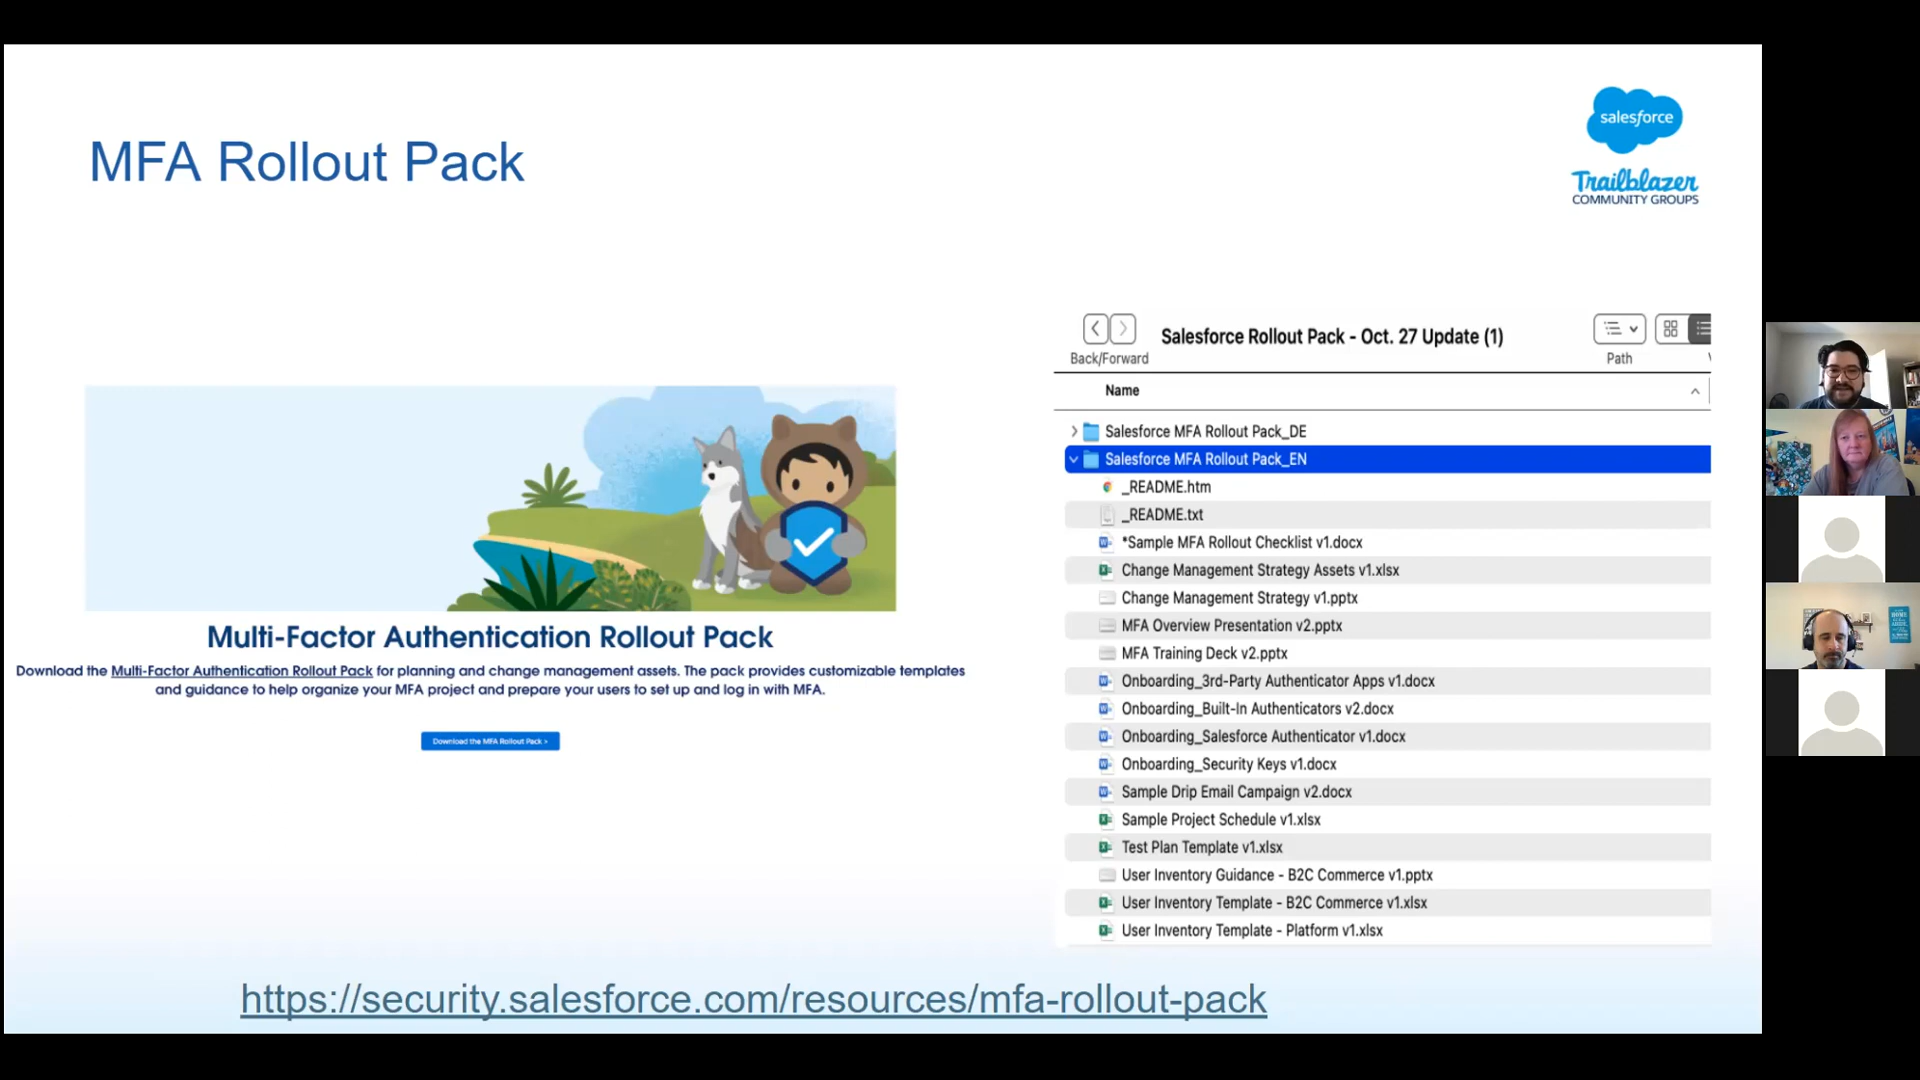 MFA Rollout Pack
salesforce
Trailblazer
COMMUNITY GROUPS
Multi-Factor Authentication Rollout Pack
Download the Multi-Factor Authentication Rollout Pack for planning and change management assets. The pack provides customizable templates
and guidance to help organize your MFA project and prepare your users to set up and log in with MFA.
Download the MFA Rollout Pack >
Salesforce Rollout Pack - Oct. 27 Update (1)
Back/Forward
Path
Name
Salesforce MFA Rollout Pack_DE
Salesforce MFA Rollout Pack_EN
_README.htm
_README.txt
*Sample MFA Rollout Checklist v1.docx
Change Management Strategy Assets v1.xlsx
Change Management Strategy v1.pptx
MFA Overview Presentation v2.pptx
MFA Training Deck v2.pptx
Onboarding_3rd-Party Authenticator Apps v1.docx
Onboarding_Built-In Authenticators v2.docx
Onboarding_Salesforce Authenticator v1.docx
Onboarding_Security Keys v1.docx
Sample Drip Email Campaign v2.docx
Sample Project Schedule v1.xlsx
Test Plan Template v1.xlsx
User Inventory Guidance - B2C Commerce v1.pptx
User Inventory Template - B2C Commerce v1.xlsx
User Inventory Template - Platform v1.xlsx
https://security.salesforce.com/resources/mfa-rollout-pack